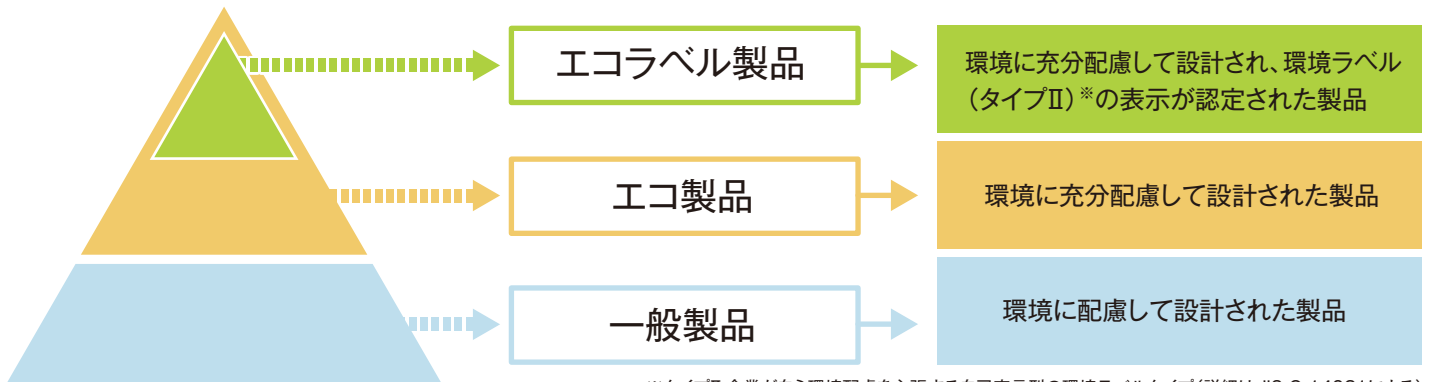 エコラベル製品
環境に充分配慮して設計され、環境ラベル
（タイプⅡ）※の表示が認定された製品
エコ製品
環境に充分配慮して設計された製品
一般製品
環境に配慮して設計された製品